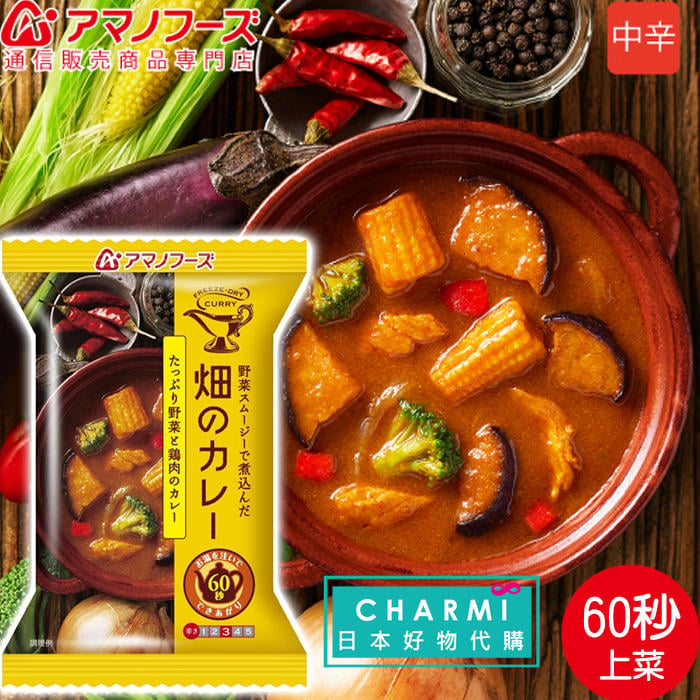 アマノフーズ
通信販売商品専門店
中辛
アマノフーズ
FREEZE-DRY
CURRY
野菜スムージーで煮込んだ
畑のカレー
たっぷり野菜と鶏肉のカレー
お湯を注いで
60秒
できあがり
辛さ 1 2 3 4 5
調理例
CHARMI
日本好物代購
60秒
上菜